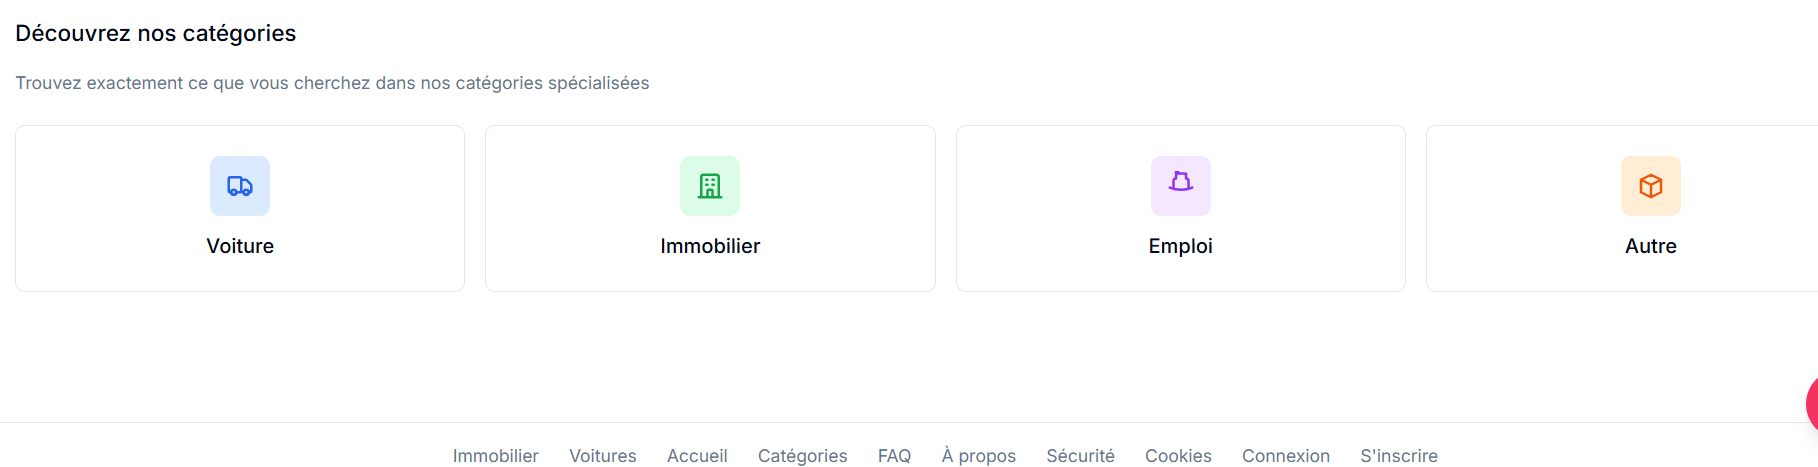 Découvrez nos catégories
Trouvez exactement ce que vous cherchez dans nos catégories spécialisées
Voiture
Immobilier
Emploi
Autre
Immobilier Voitures Accueil Catégories FAQ À propos Sécurité Cookies Connexion S'inscrire